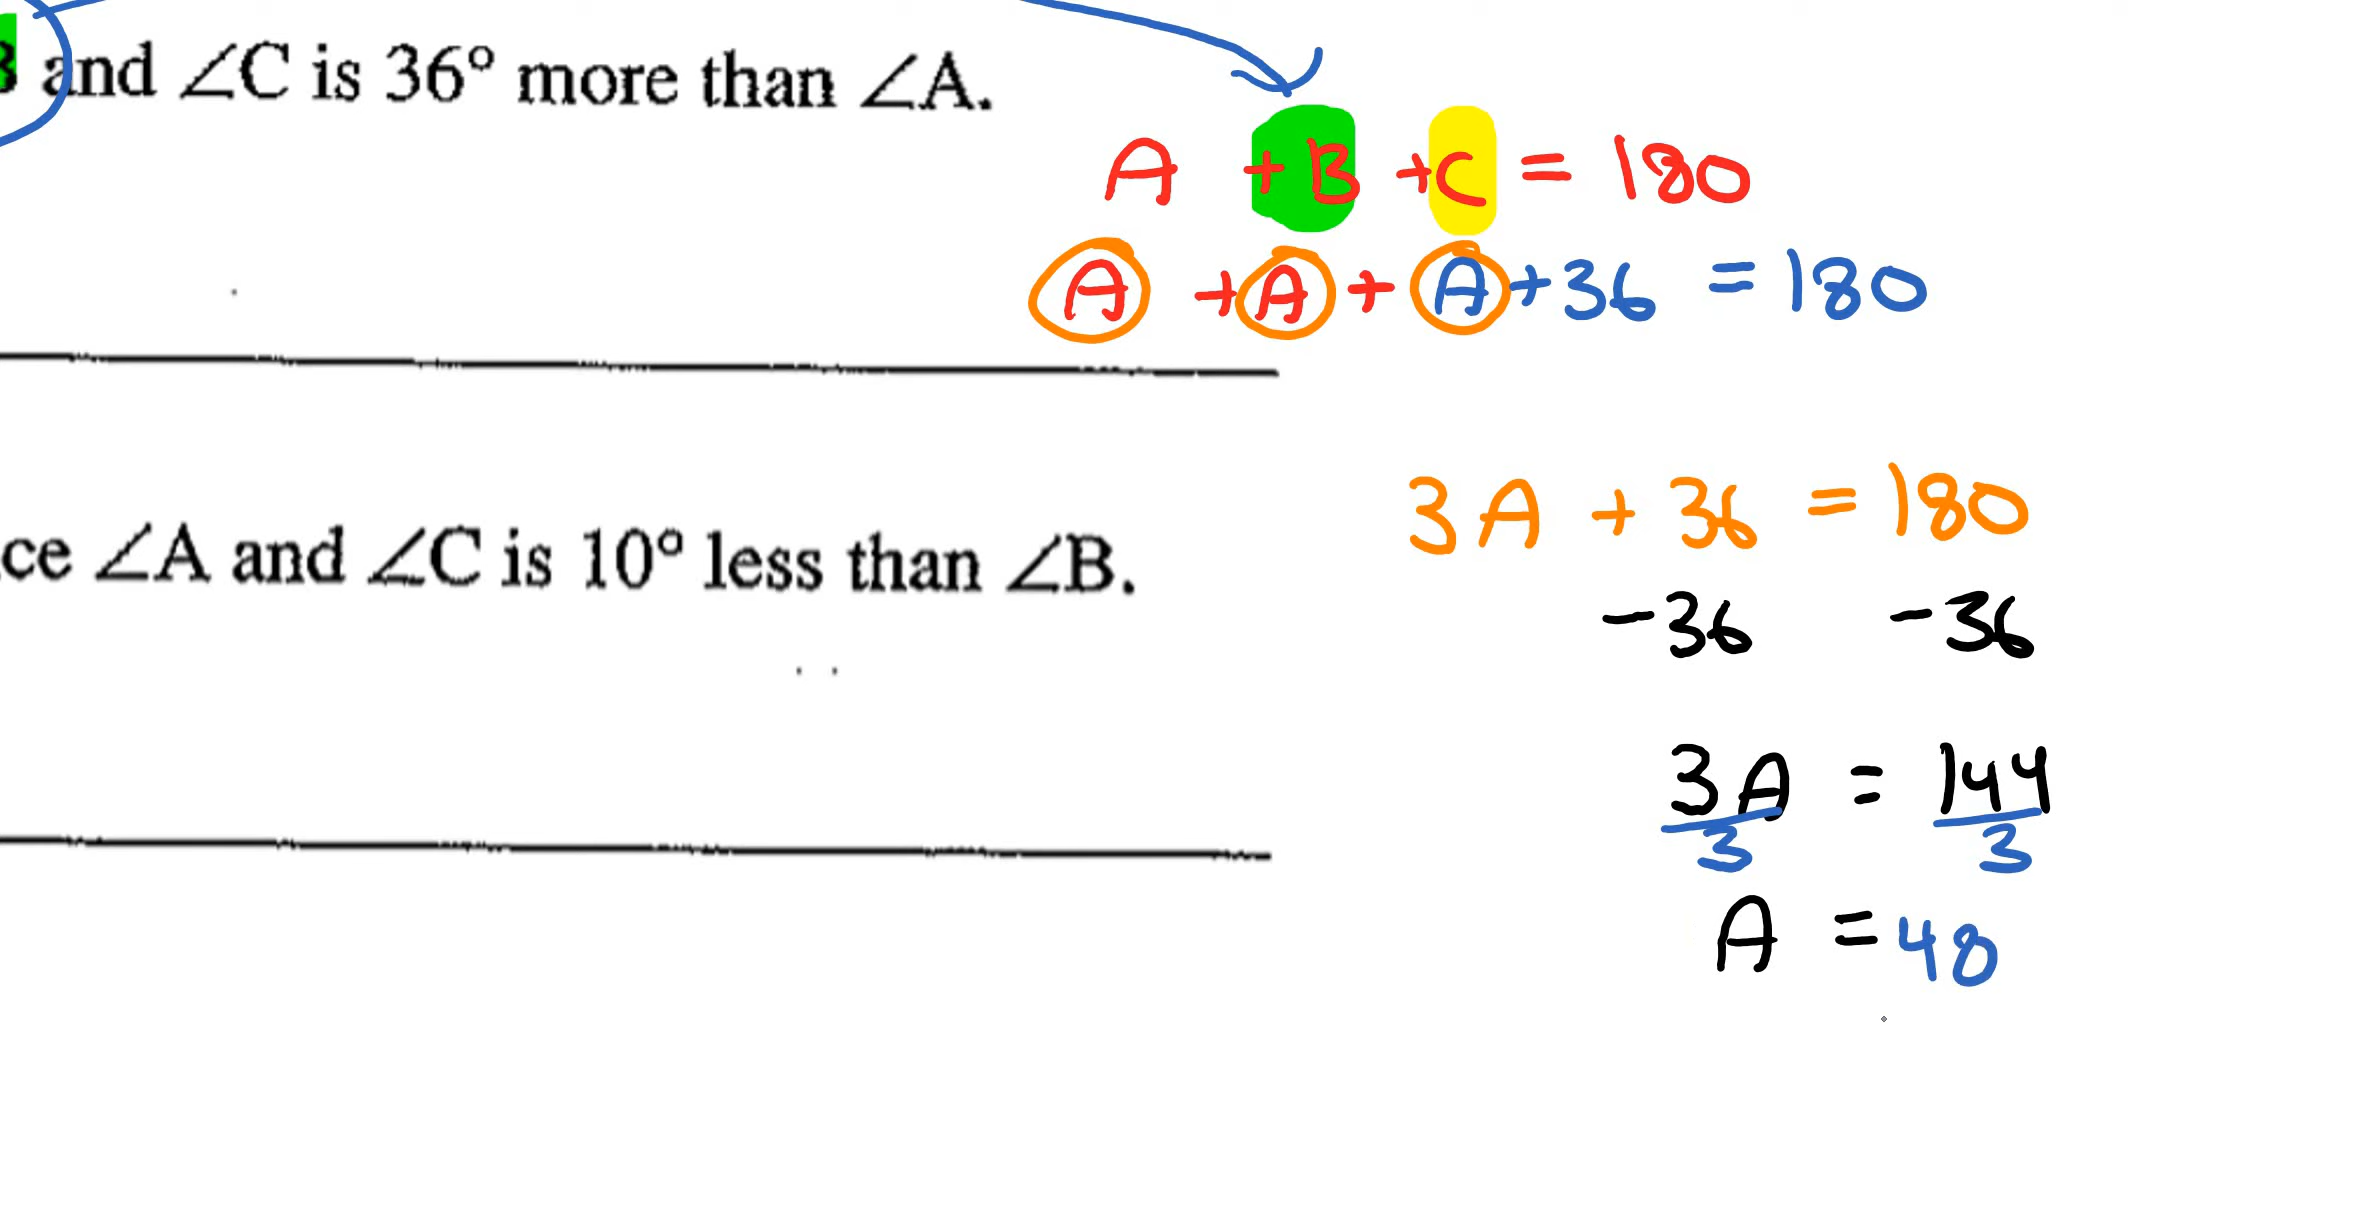 and ∠C is 36° more than ∠A.
A + B + C = 180
A + A + A + 36 = 180
3A + 36 = 180
-36 -36
ce ∠A and ∠C is 10° less than ∠B.
3A = 144
3 3
A = 48